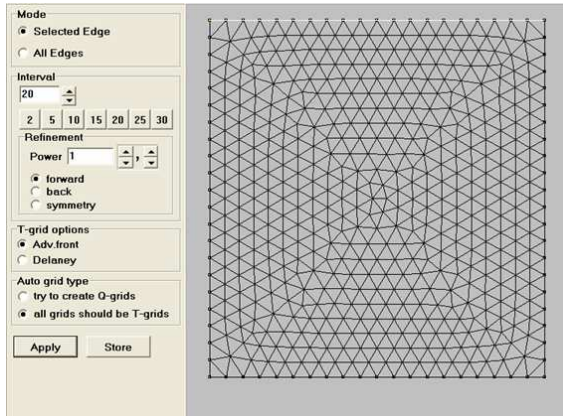 Mode
Selected Edge
All Edges
Interval
20
2 5 10 15 20 25 30
Refinement
Power 1 ,
forward
back
symmetry
T-grid options
Adv.front
Delaney
Auto grid type
try to create Q-grids
all grids should be T-grids
Apply Store